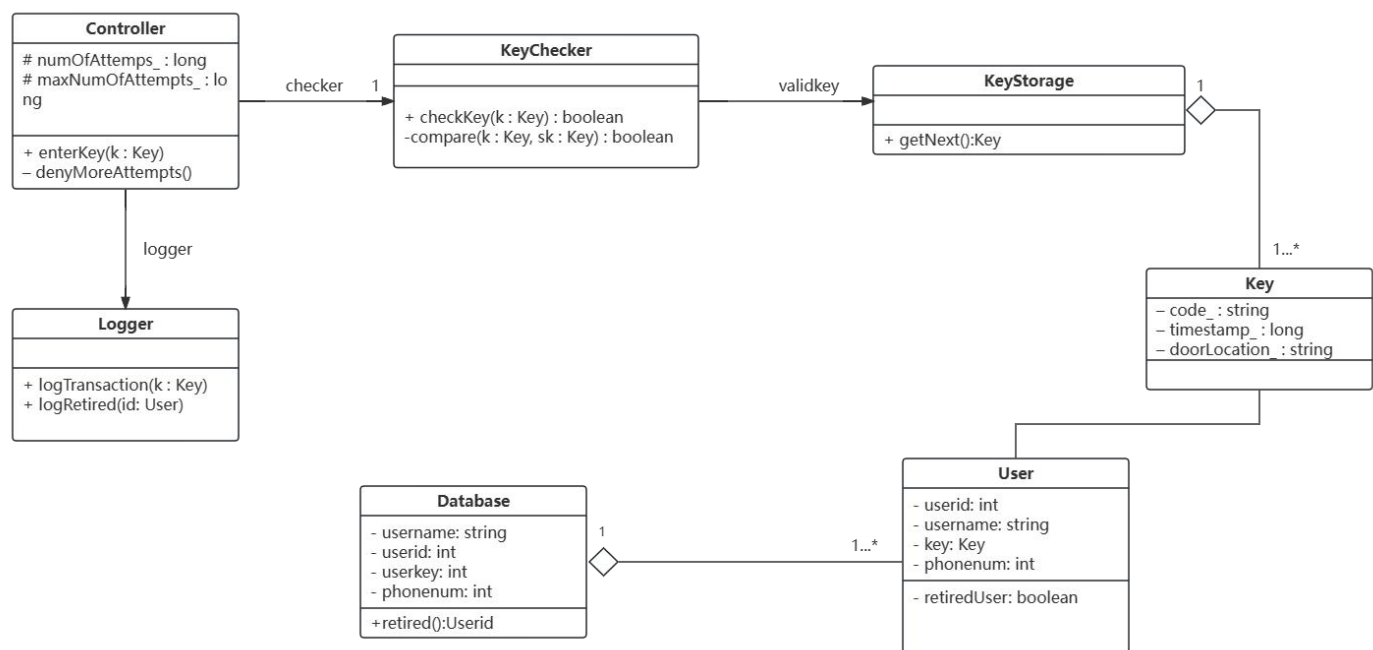 Controller
# numOfAttemps_ : long
# maxNumOfAttempts_ : lo
ng
+ enterKey(k : Key)
– denyMoreAttempts()
checker
1
KeyChecker
+ checkKey(k : Key) : boolean
-compare(k : Key, sk : Key) : boolean
validkey
KeyStorage
+ getNext():Key
1
1...*
logger
Logger
+ logTransaction(k : Key)
+ logRetired(id: User)
Key
– code_ : string
– timestamp_ : long
– doorLocation_ : string
Database
- username: string
- userid: int
- userkey: int
- phonenum: int
+retired():Userid
1
1...*
User
- userid: int
- username: string
- key: Key
- phonenum: int
- retiredUser: boolean